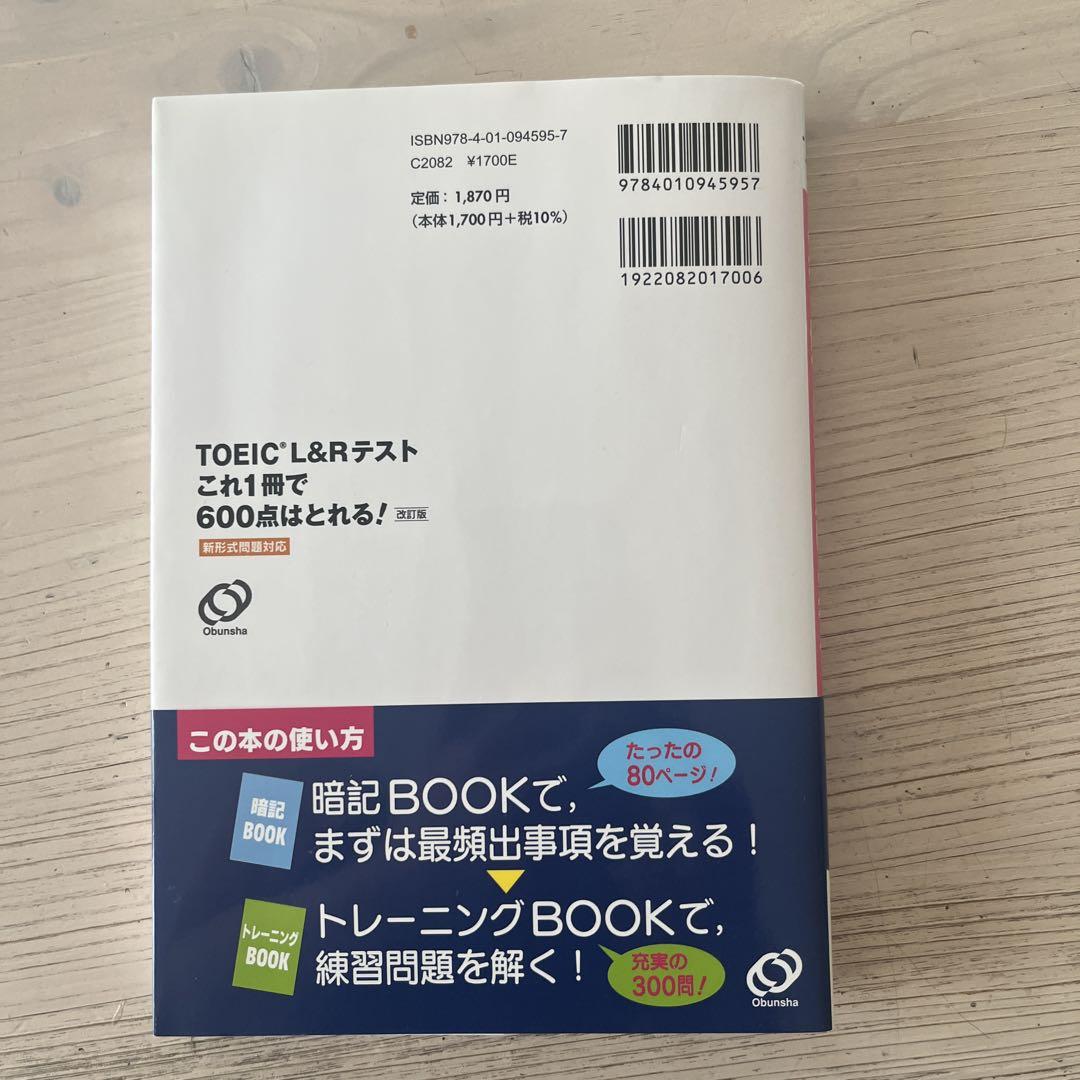 ISBN978-4-01-094595-7
C2082 ¥1700E
定価：1,870円
（本体1,700円＋税10%）
9784010945957
1922082017006
TOEIC® L&Rテスト
これ1冊で
600点はとれる！ 改訂版
新形式問題対応
Obunsha
この本の使い方
たったの
80ページ！
暗記
BOOK
暗記BOOKで，
まずは最頻出事項を覚える！
トレーニング
BOOK
トレーニングBOOKで，
練習問題を解く！
充実の
300問！
Obunsha